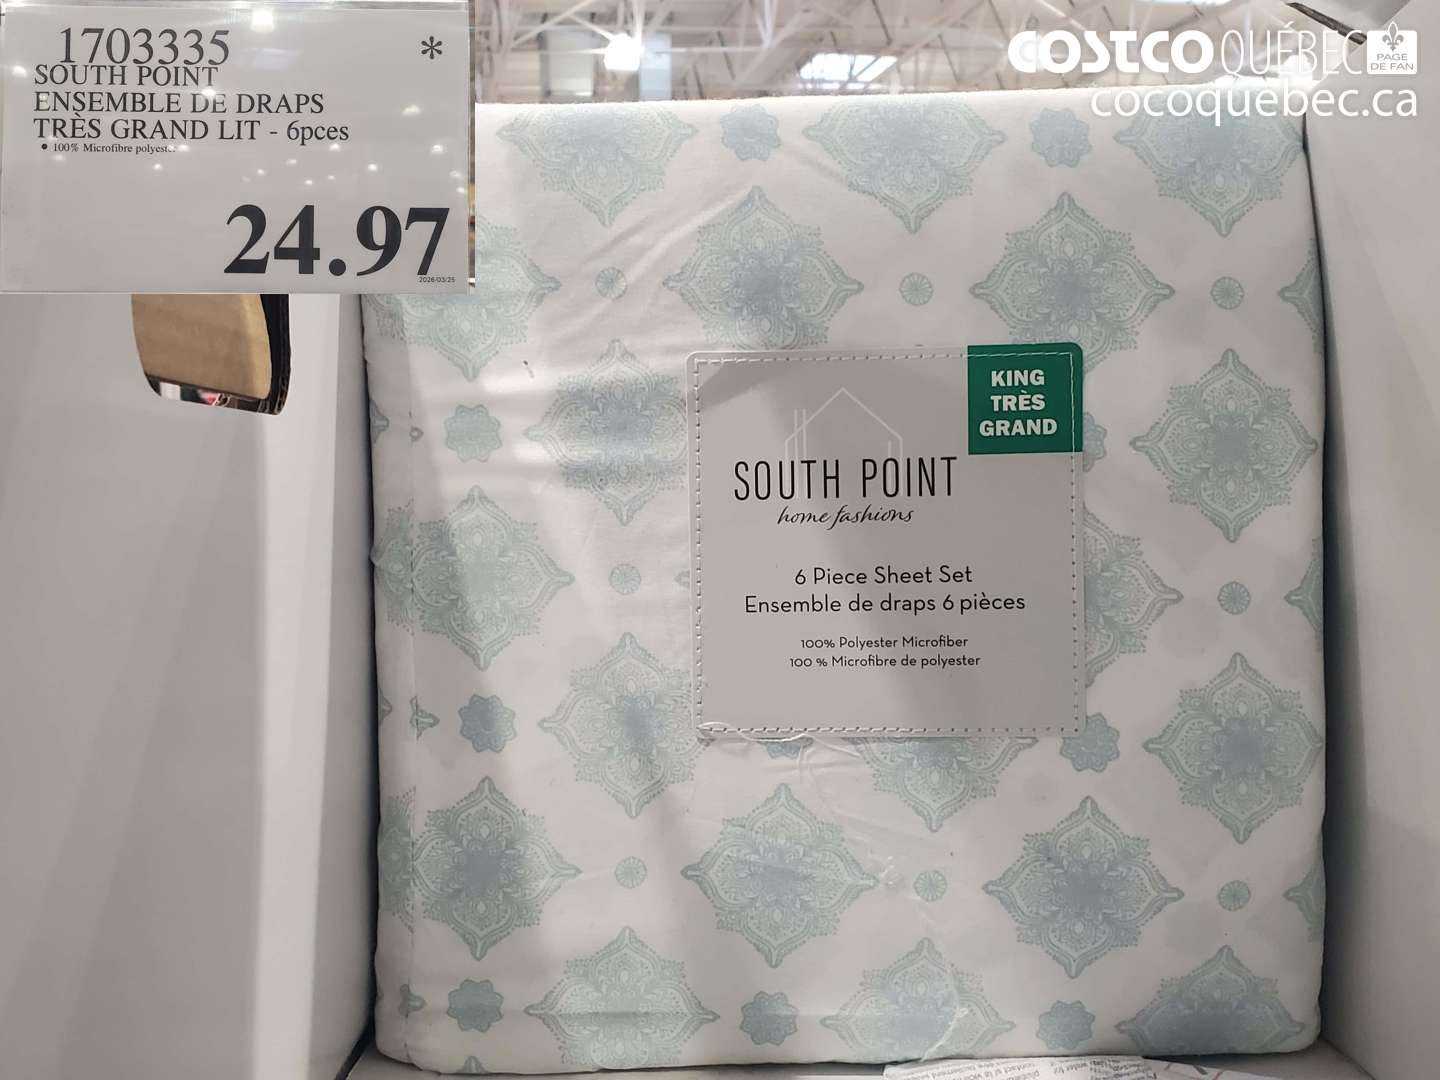 1703335
*
SOUTH POINT
ENSEMBLE DE DRAPS
TRÈS GRAND LIT - 6pces
• 100% Microfibre polyest
24.97
2026/03/25
COSTCO QUÉBEC
PAGE
DE FAN
cocoquebec.ca
KING
TRÈS
GRAND
SOUTH POINT
home fashions
6 Piece Sheet Set
Ensemble de draps 6 pièces
100% Polyester Microfiber
100 % Microfibre de polyester